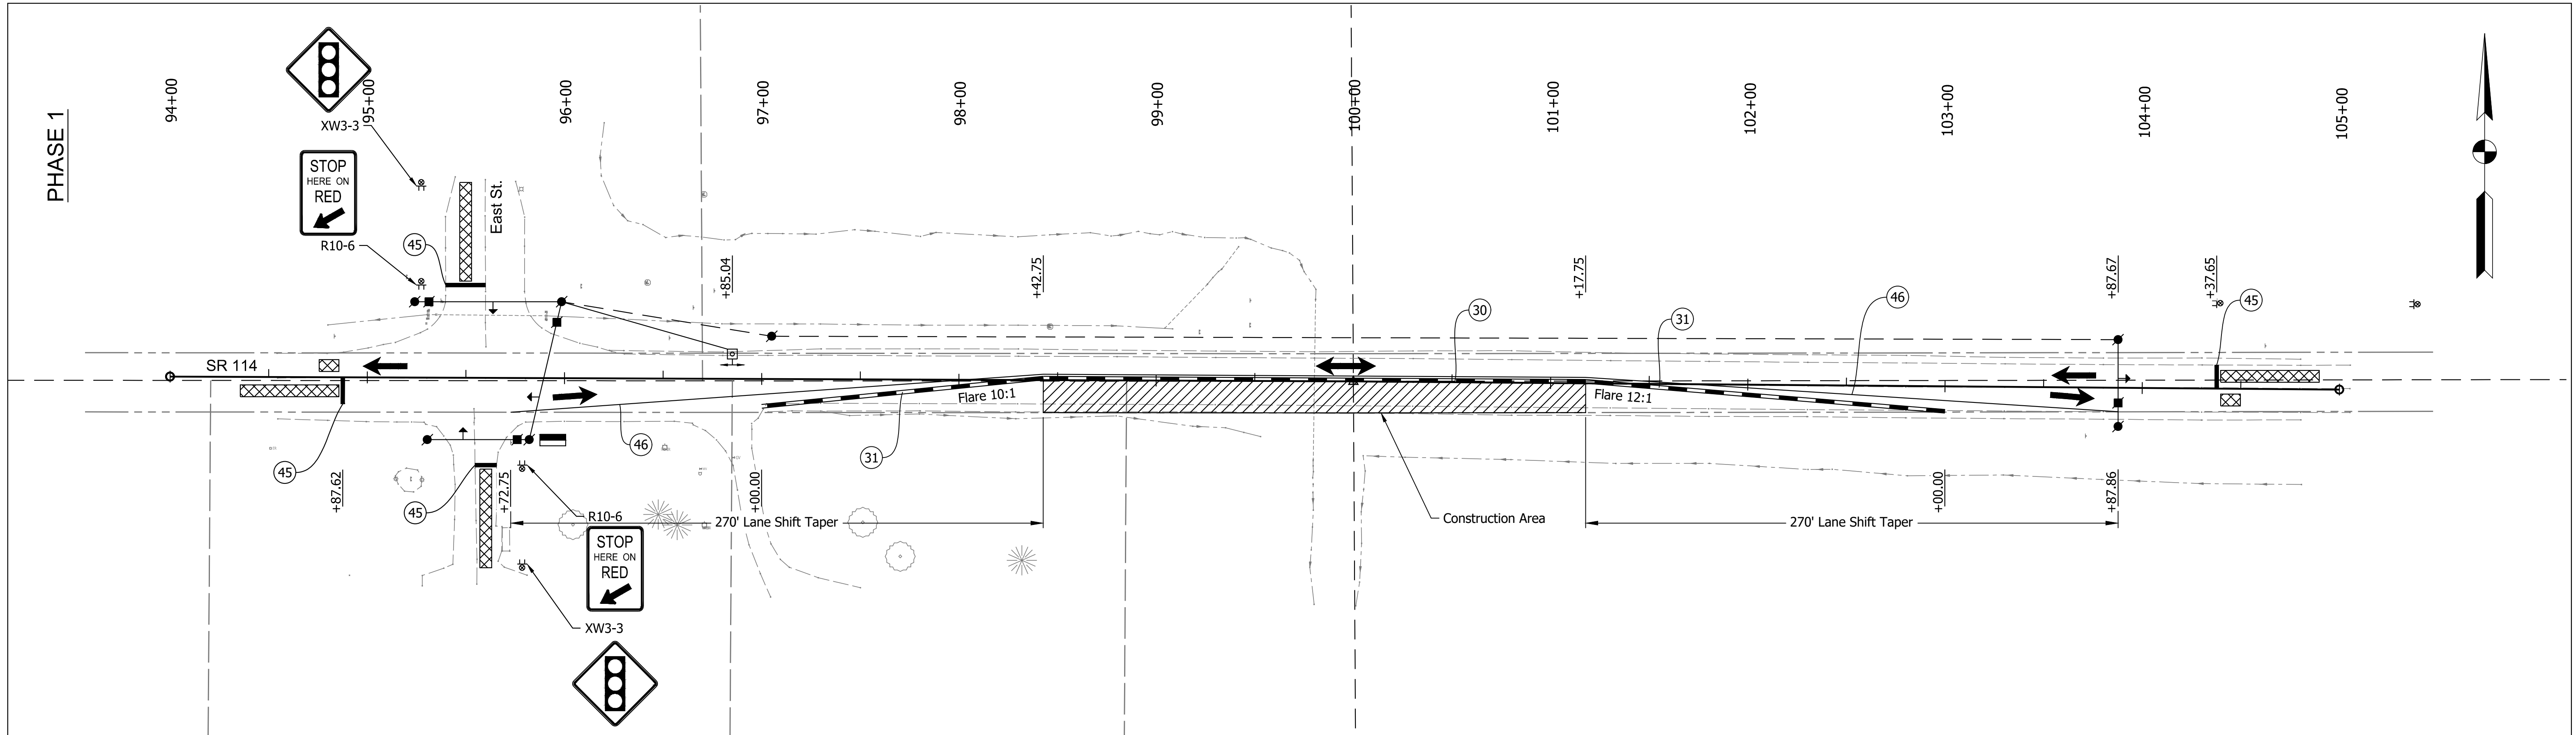 PHASE 1
94+00
95+00
96+00
97+00
98+00
99+00
100+00
101+00
102+00
103+00
104+00
105+00
XW3-3
STOP
HERE ON
RED
R10-6
45
East St.
+85.04
+42.75
+17.75
+87.67
+37.65
45
30
31
46
SR 114
Flare 10:1
Flare 12:1
46
31
45
+87.62
45
+72.75
+00.00
+00.00
+87.86
R10-6
270' Lane Shift Taper
Construction Area
270' Lane Shift Taper
STOP
HERE ON
RED
XW3-3